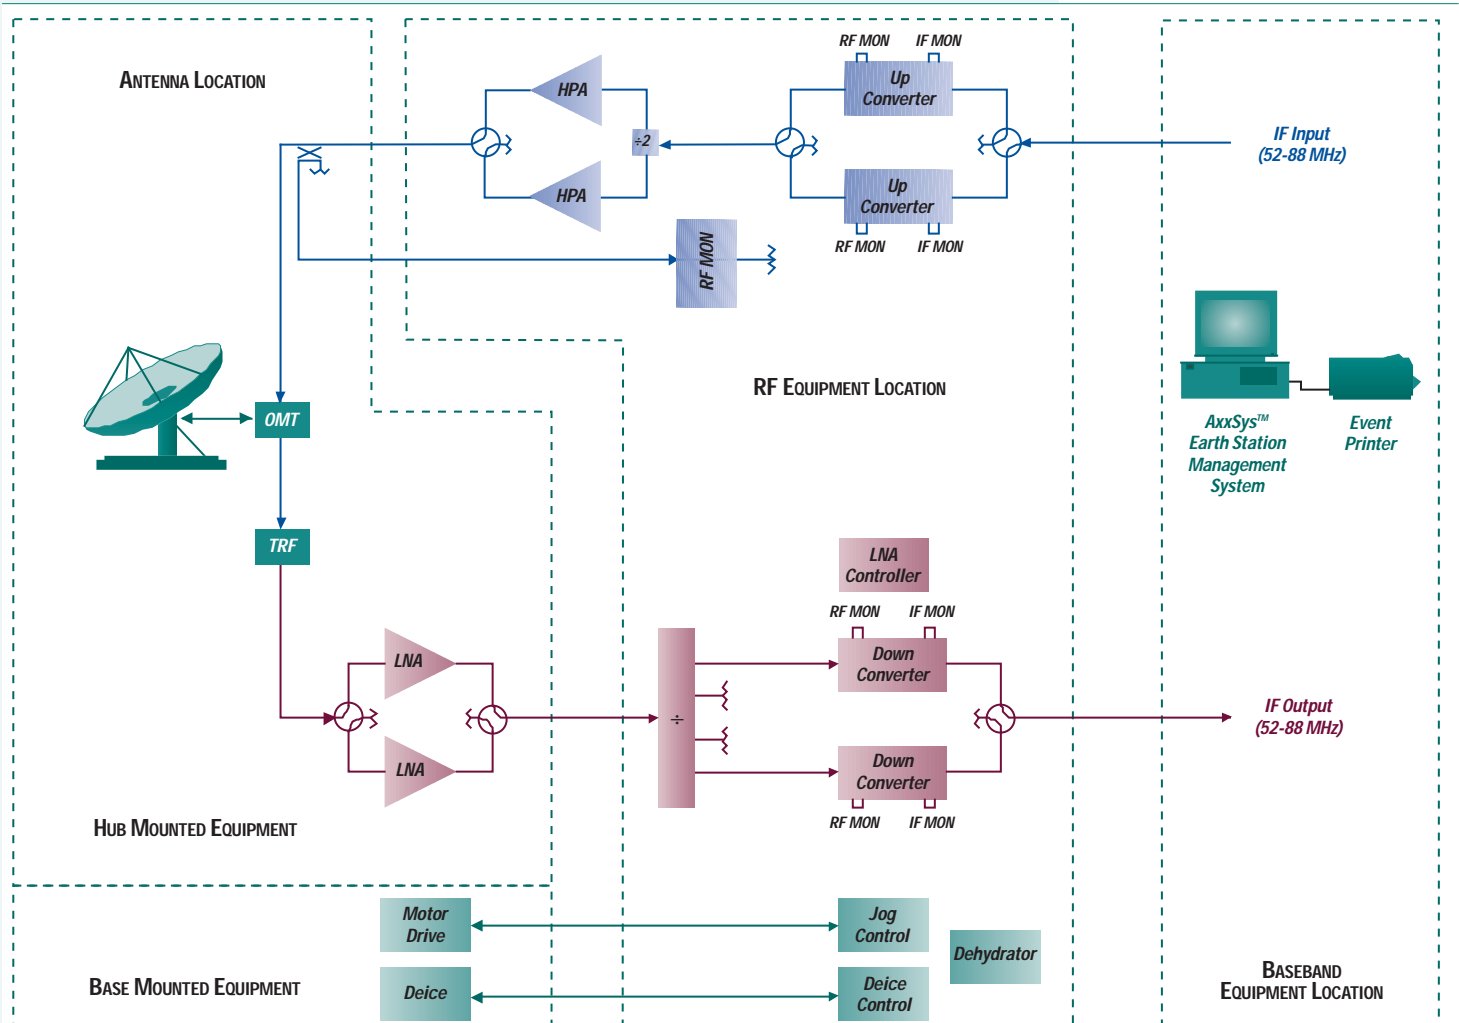 ANTENNA LOCATION
RF MON
IF MON
HPA
Up
Converter
÷2
IF Input
(52-88 MHz)
HPA
Up
Converter
RF MON
IF MON
RF MON
RF EQUIPMENT LOCATION
OMT
AxxSys™
Earth Station
Management
System
Event
Printer
TRF
LNA
Controller
RF MON
IF MON
LNA
Down
Converter
÷
IF Output
(52-88 MHz)
LNA
Down
Converter
RF MON
IF MON
HUB MOUNTED EQUIPMENT
Motor
Drive
Jog
Control
Dehydrator
BASE MOUNTED EQUIPMENT
Deice
Deice
Control
BASEBAND
EQUIPMENT LOCATION